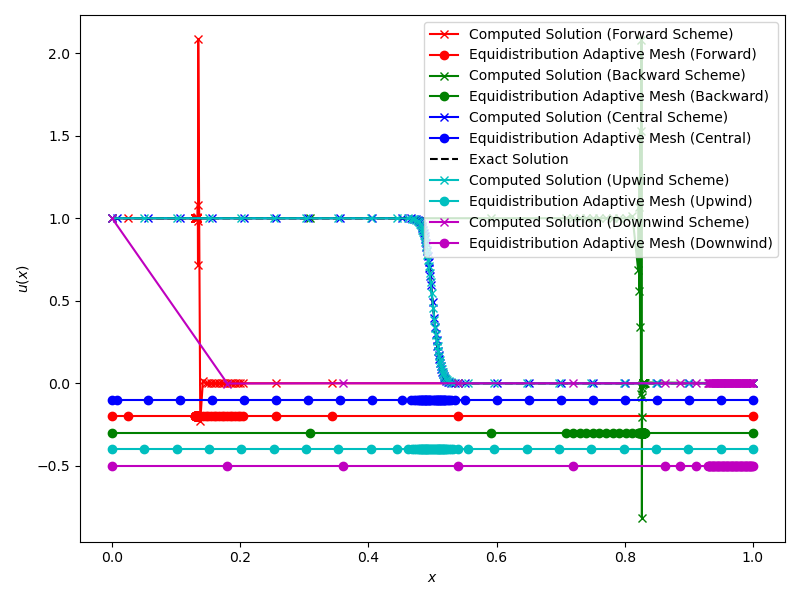 Computed Solution (Forward Scheme)
Equidistribution Adaptive Mesh (Forward)
Computed Solution (Backward Scheme)
Equidistribution Adaptive Mesh (Backward)
Computed Solution (Central Scheme)
Equidistribution Adaptive Mesh (Central)
Exact Solution
Computed Solution (Upwind Scheme)
Equidistribution Adaptive Mesh (Upwind)
Computed Solution (Downwind Scheme)
Equidistribution Adaptive Mesh (Downwind)
2.0
1.5
1.0
0.5
0.0
−0.5
u(x)
0.0 0.2 0.4 0.6 0.8 1.0
x